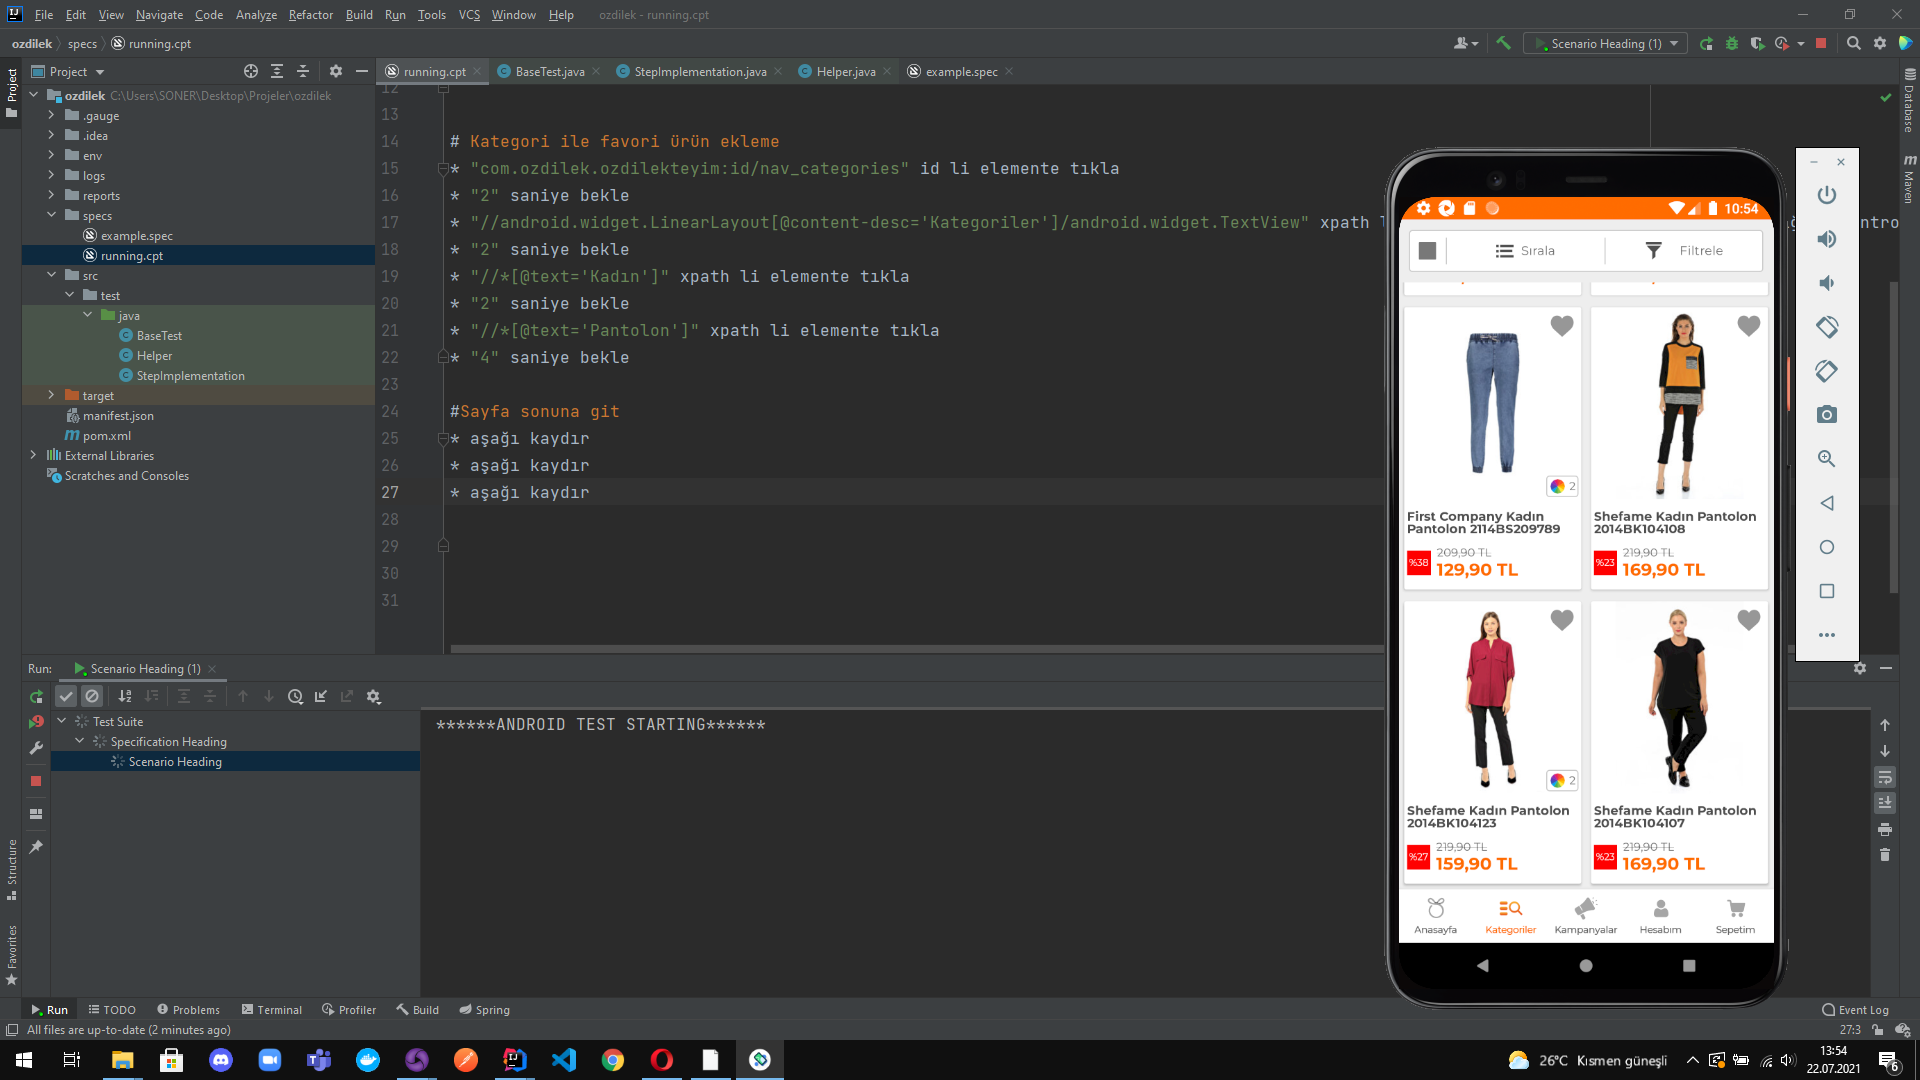 File Edit View Navigate Code Analyze Refactor Build Run Tools VCS Window Help ozdilek - running.cpt
ozdilek specs running.cpt
Scenario Heading (1)
Project
running.cpt BaseTest.java StepImplementation.java Helper.java example.spec
Project
Database
Maven
Structure
Favorites
ozdilek C:\Users\SONER\Desktop\Projeler\ozdilek
.gauge
.idea
env
logs
reports
specs
example.spec
running.cpt
src
test
java
BaseTest
Helper
StepImplementation
target
manifest.json
pom.xml
External Libraries
Scratches and Consoles
12
13
14 # Kategori ile favori ürün ekleme
15 * "com.ozdilek.ozdilekteyim:id/nav_categories" id li elemente tıkla
16 * "2" saniye bekle
17 * "//android.widget.LinearLayout[@content-desc='Kategoriler']/android.widget.TextView" xpath
18 * "2" saniye bekle
19 * "//*[@text='Kadın']" xpath li elemente tıkla
20 * "2" saniye bekle
21 * "//*[@text='Pantolon']" xpath li elemente tıkla
22 * "4" saniye bekle
23
24 #Sayfa sonuna git
25 * aşağı kaydır
26 * aşağı kaydır
27 * aşağı kaydır
28
29
30
31
10:54
Sırala Filtrele
2
First Company Kadın
Pantolon 2114BS209789
%38 209,90 TL
129,90 TL
Shefame Kadın Pantolon
2014BK104108
%23 219,90 TL
169,90 TL
2
Shefame Kadın Pantolon
2014BK104123
%27 219,90 TL
159,90 TL
Shefame Kadın Pantolon
2014BK104107
%23 219,90 TL
169,90 TL
Anasayfa Kategoriler Kampanyalar Hesabım Sepetim
Run: Scenario Heading (1)
Test Suite
Specification Heading
Scenario Heading
******ANDROID TEST STARTING******
Run TODO Problems Terminal Profiler Build Spring
Event Log
All files are up-to-date (2 minutes ago)
27:3
26°C Kısmen güneşli
13:54
22.07.2021
6